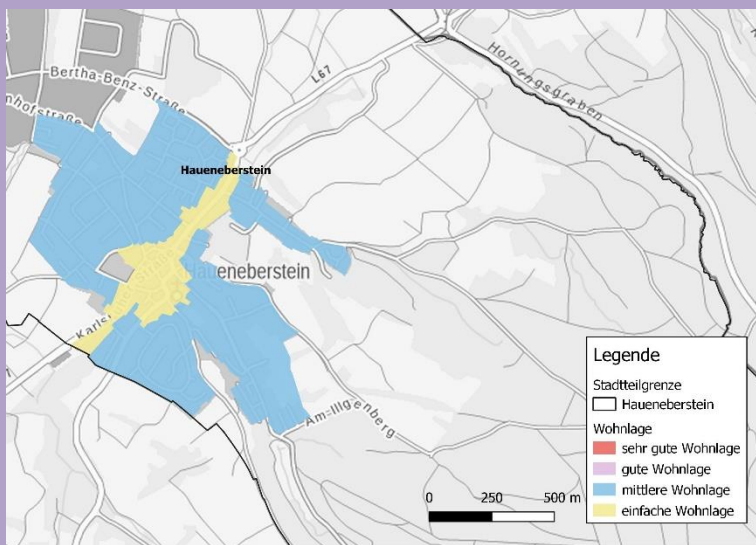 Bertha-Benz-Straße
nhofstraße
L67
Hornungsgraben
Haueneberstein
Haueneberstein
Am-Illgenberg
Legende
Stadtteilgrenze
Haueneberstein
Wohnlage
sehr gute Wohnlage
gute Wohnlage
mittlere Wohnlage
einfache Wohnlage
0 250 500 m